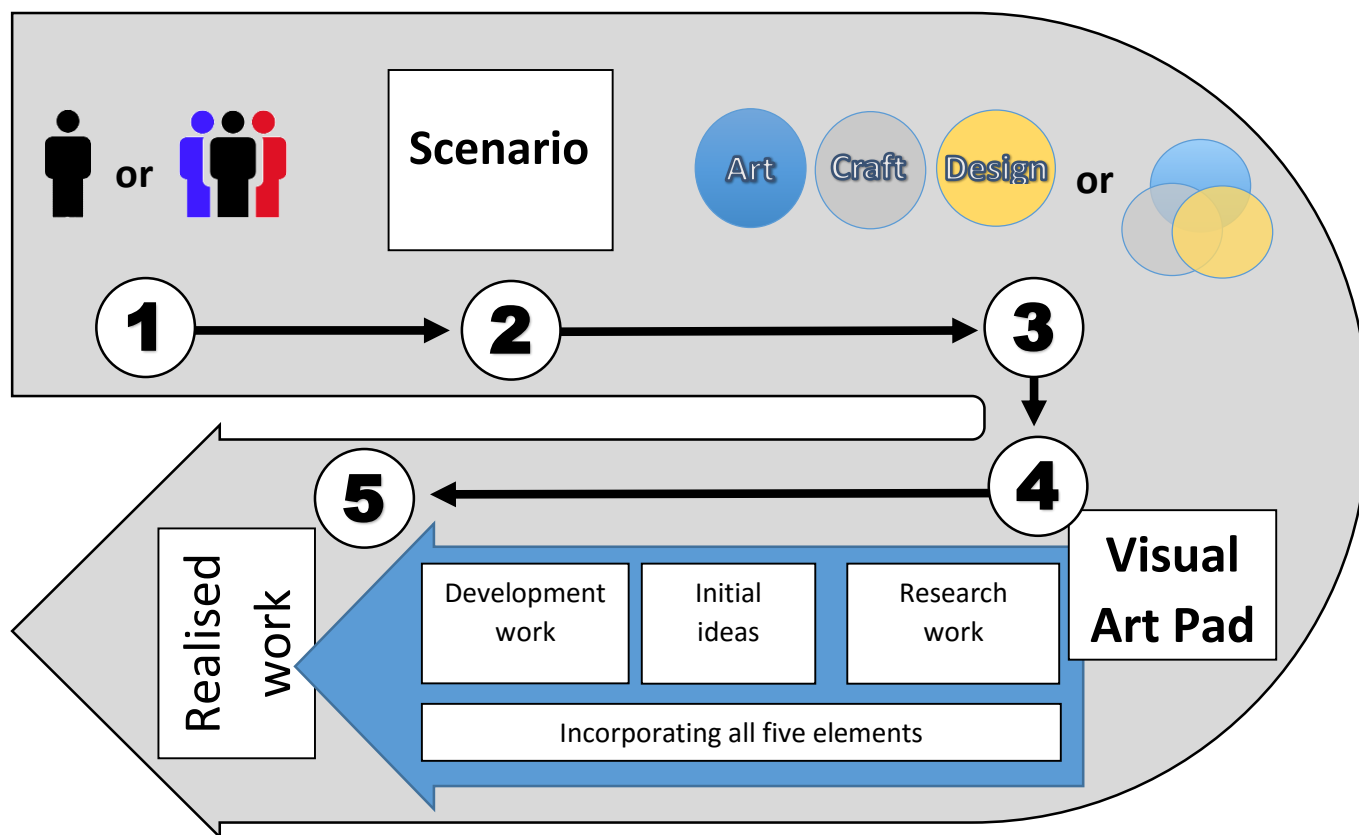 or
Scenario
Art
Craft
Design
or
1
2
3
4
5
Visual
Art Pad
Research
work
Initial
ideas
Development
work
Incorporating all five elements
Realised
work